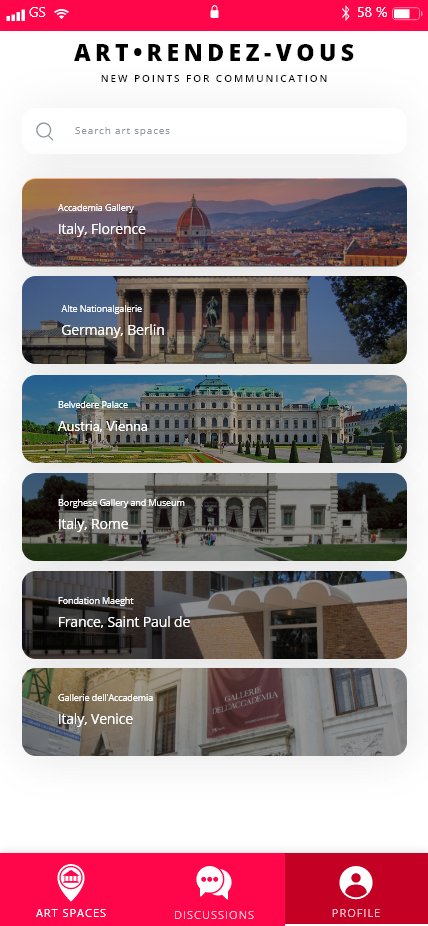 GS
58 %
ART•RENDEZ-VOUS
NEW POINTS FOR COMMUNICATION
Search art spaces
Accademia Gallery
Italy, Florence
Alte Nationalgalerie
Germany, Berlin
Belvedere Palace
Austria, Vienna
Borghese Gallery and Museum
Italy, Rome
Fondation Maeght
France, Saint Paul de
Gallerie dell'Accademia
Italy, Venice
GALLERIE
DELL'ACCADEMIA
ART SPACES
DISCUSSIONS
PROFILE